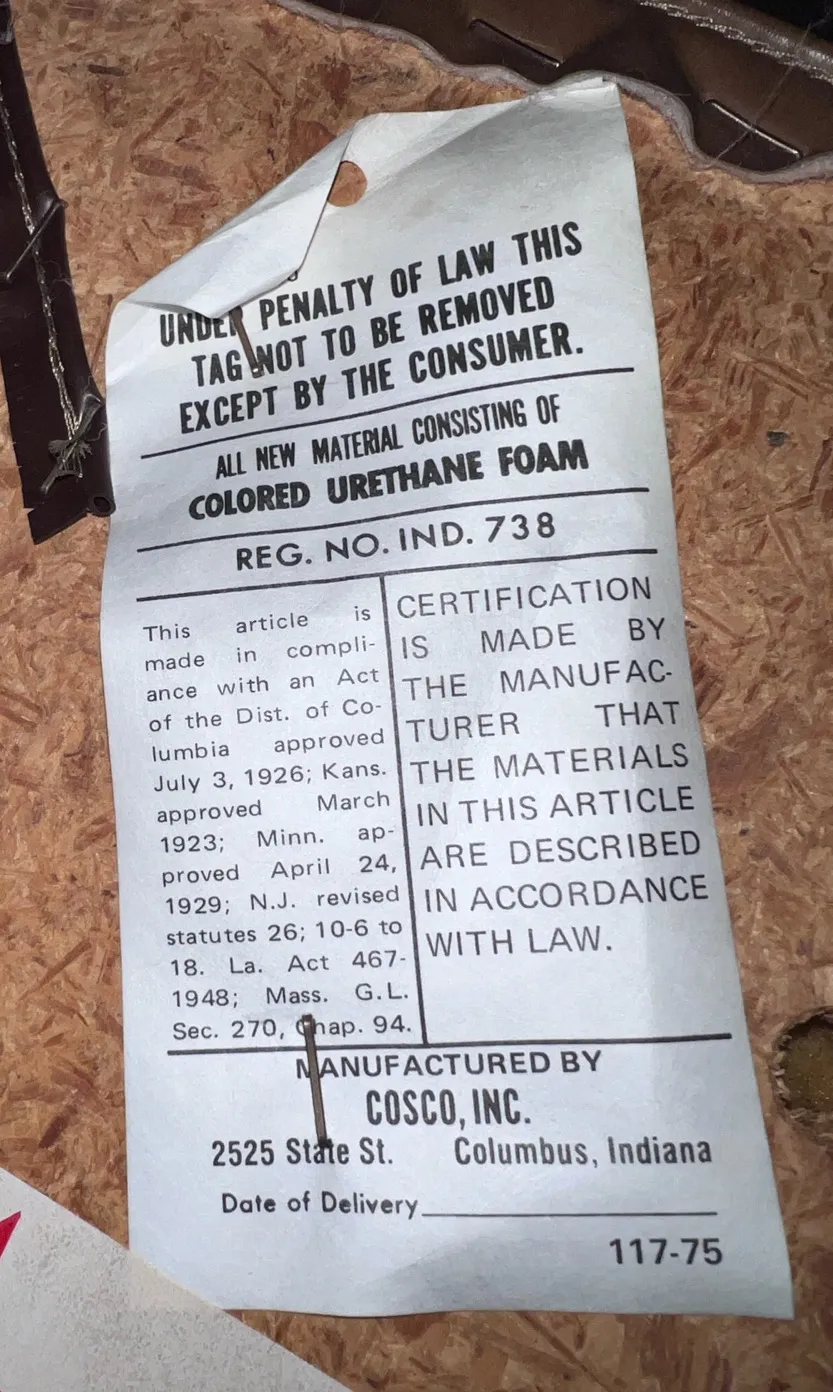 UNDER PENALTY OF LAW THIS
TAG NOT TO BE REMOVED
EXCEPT BY THE CONSUMER.
ALL NEW MATERIAL CONSISTING OF
COLORED URETHANE FOAM
REG. NO. IND. 738
This article is
made in compli-
ance with an Act
of the Dist. of Co-
lumbia approved
July 3, 1926; Kans.
approved March
1923; Minn. ap-
proved April 24,
1929; N.J. revised
statutes 26; 10-6 to
18. La. Act 467-
1948; Mass. G.L.
Sec. 270, Chap. 94.
CERTIFICATION
IS MADE BY
THE MANUFAC-
TURER THAT
THE MATERIALS
IN THIS ARTICLE
ARE DESCRIBED
IN ACCORDANCE
WITH LAW.
MANUFACTURED BY
COSCO, INC.
2525 State St. Columbus, Indiana
Date of Delivery
117-75